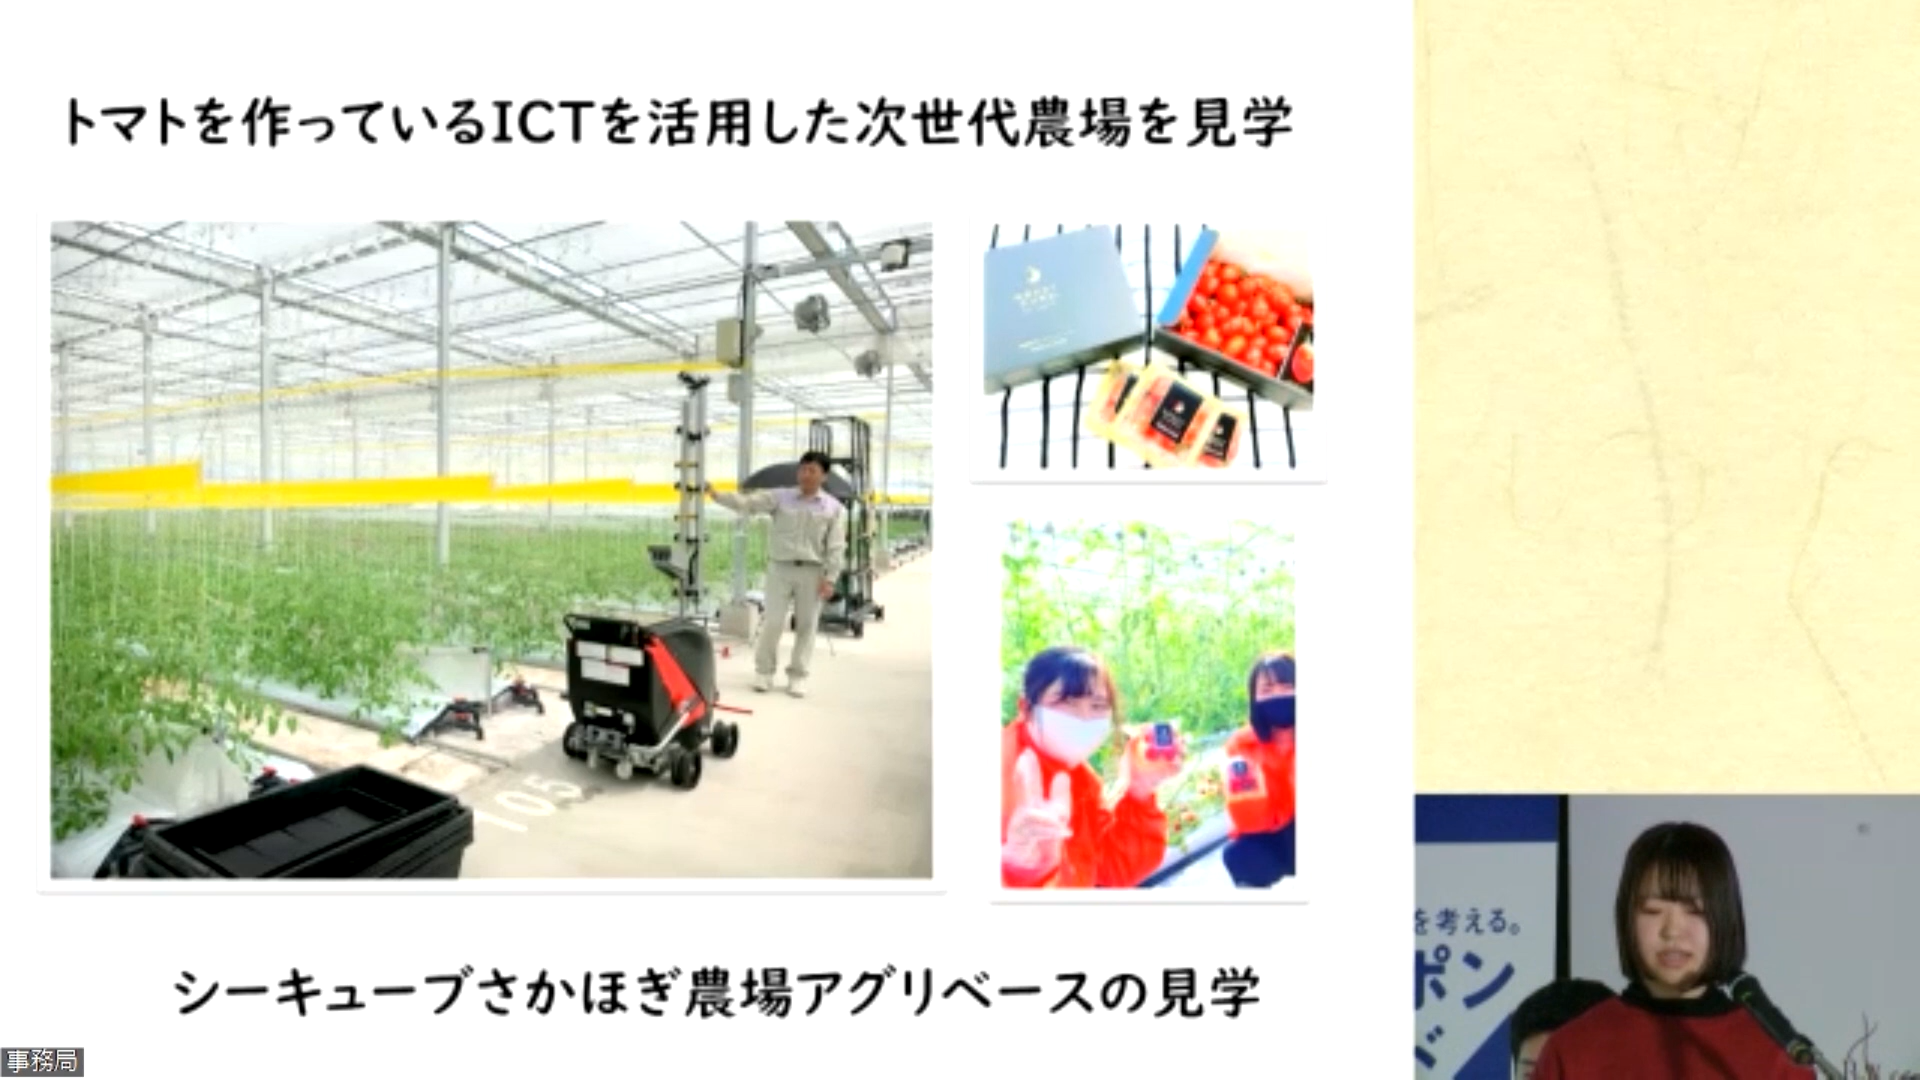 トマトを作っているICTを活用した次世代農場を見学
105
シーキューブさかほぎ農場アグリベースの見学
を考える。
ポン
ド
事務局